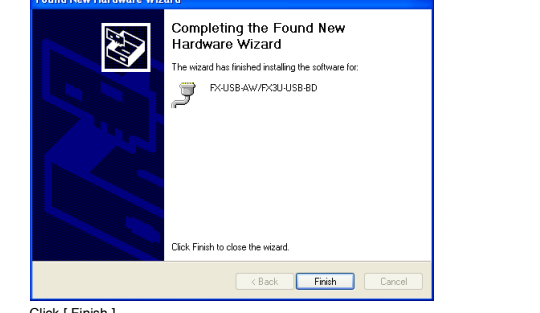 Found New Hardware Wizard
Completing the Found New
Hardware Wizard
The wizard has finished installing the software for:
FX-USB-AW/FX3U-USB-BD
Click Finish to close the wizard.
< Back
Finish
Cancel
Click [ Finish ]